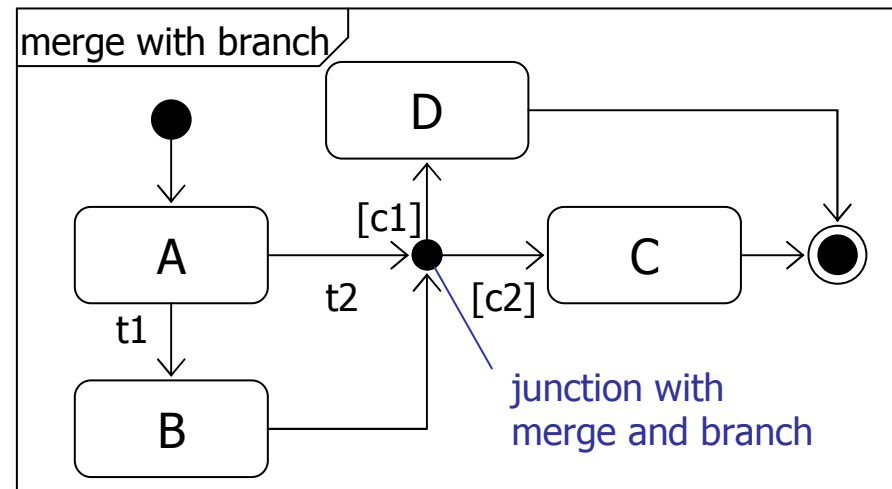 merge with branch
D
[c1]
A
C
t2
[c2]
t1
B
junction with
merge and branch